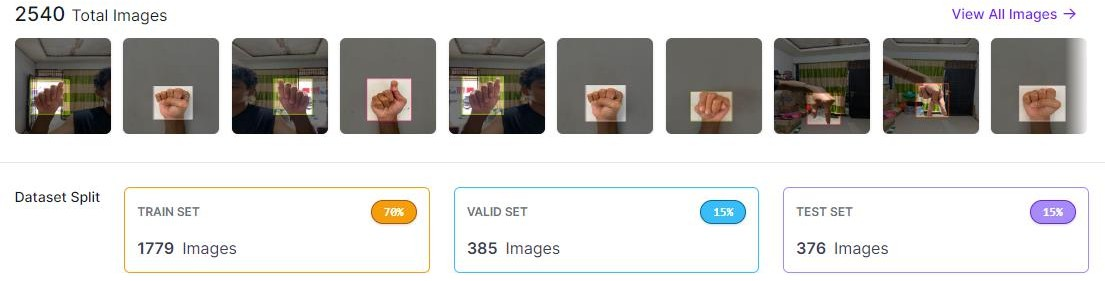 2540 Total Images
View All Images →
Dataset Split
TRAIN SET
70%
1779 Images
VALID SET
15%
385 Images
TEST SET
15%
376 Images